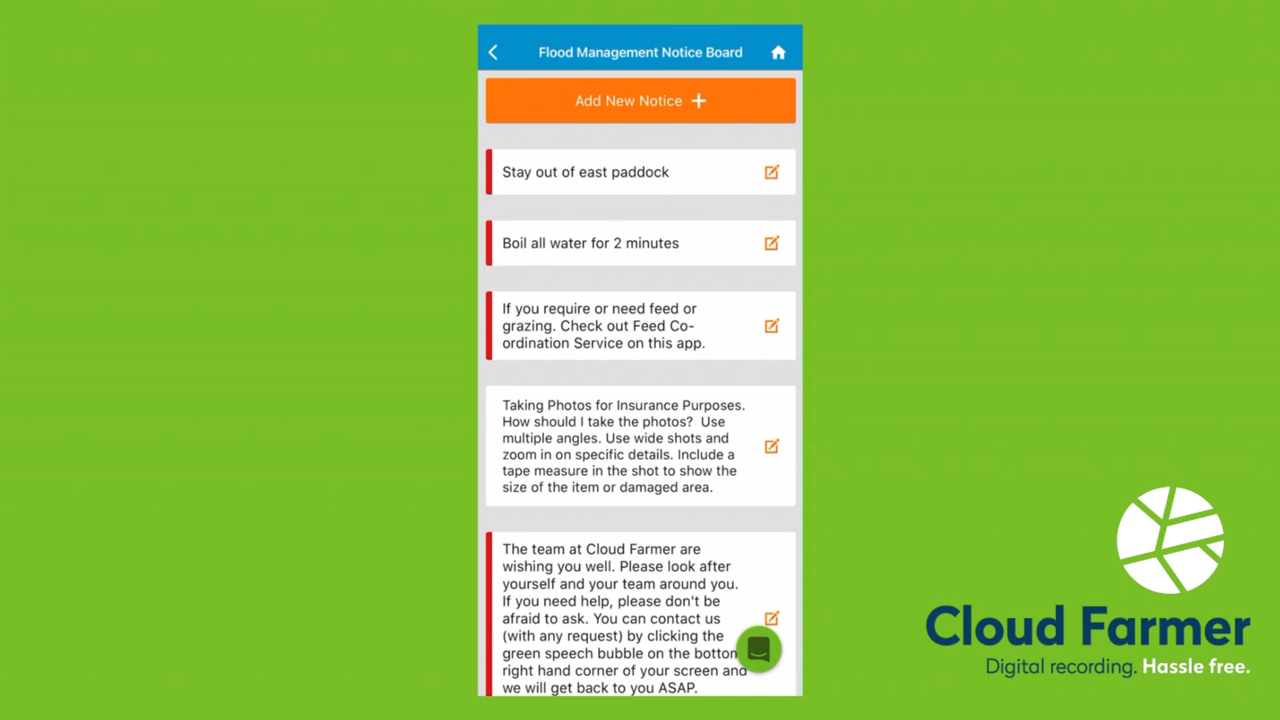 Flood Management Notice Board
Add New Notice +
Stay out of east paddock
Boil all water for 2 minutes
If you require or need feed or
grazing. Check out Feed Co-
ordination Service on this app.
Taking Photos for Insurance Purposes.
How should I take the photos?  Use
multiple angles. Use wide shots and
zoom in on specific details. Include a
tape measure in the shot to show the
size of the item or damaged area.
The team at Cloud Farmer are
wishing you well. Please look after
yourself and your team around you.
If you need help, please don't be
afraid to ask. You can contact us
(with any request) by clicking the
green speech bubble on the bottom
right hand corner of your screen and
we will get back to you ASAP.
Cloud Farmer
Digital recording. Hassle free.